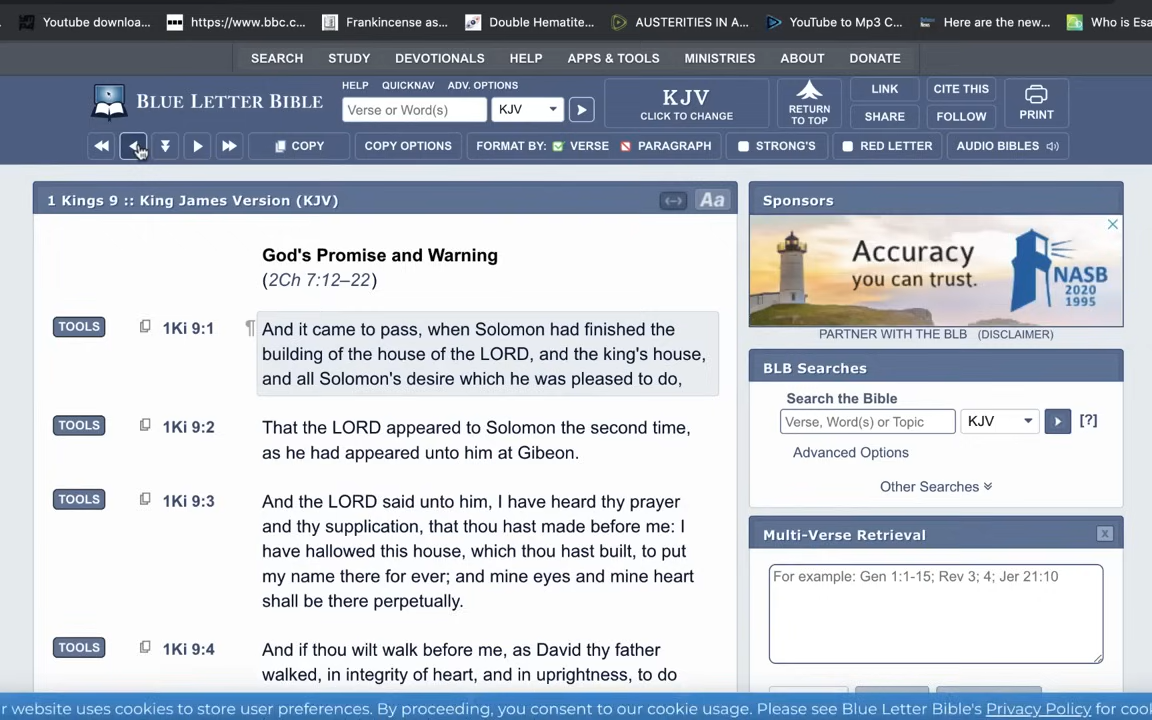 Youtube downloa...
https://www.bbc.c...
Frankincense as...
Double Hematite...
AUSTERITIES IN A...
YouTube to Mp3 C...
Here are the new...
Who is Esa
SEARCH STUDY DEVOTIONALS HELP APPS & TOOLS MINISTRIES ABOUT DONATE
BLUE LETTER BIBLE
HELP QUICKNAV ADV. OPTIONS
Verse or Word(s) KJV
KJV
CLICK TO CHANGE
RETURN
TO TOP
LINK CITE THIS
SHARE FOLLOW
PRINT
COPY COPY OPTIONS FORMAT BY: VERSE PARAGRAPH STRONG'S RED LETTER AUDIO BIBLES
1 Kings 9 :: King James Version (KJV)
Aa
God's Promise and Warning
(2Ch 7:12–22)
TOOLS 1Ki 9:1 ¶ And it came to pass, when Solomon had finished the
building of the house of the LORD, and the king's house,
and all Solomon's desire which he was pleased to do,
TOOLS 1Ki 9:2 That the LORD appeared to Solomon the second time,
as he had appeared unto him at Gibeon.
TOOLS 1Ki 9:3 And the LORD said unto him, I have heard thy prayer
and thy supplication, that thou hast made before me: I
have hallowed this house, which thou hast built, to put
my name there for ever; and mine eyes and mine heart
shall be there perpetually.
TOOLS 1Ki 9:4 And if thou wilt walk before me, as David thy father
walked, in integrity of heart, and in uprightness, to do
Sponsors
Accuracy
you can trust.
NASB
2020
1995
PARTNER WITH THE BLB (DISCLAIMER)
BLB Searches
Search the Bible
Verse, Word(s) or Topic KJV [?]
Advanced Options
Other Searches
Multi-Verse Retrieval x
For example: Gen 1:1-15; Rev 3; 4; Jer 21:10
r website uses cookies to store user preferences. By proceeding, you consent to our cookie usage. Please see Blue Letter Bible's Privacy Policy for cook